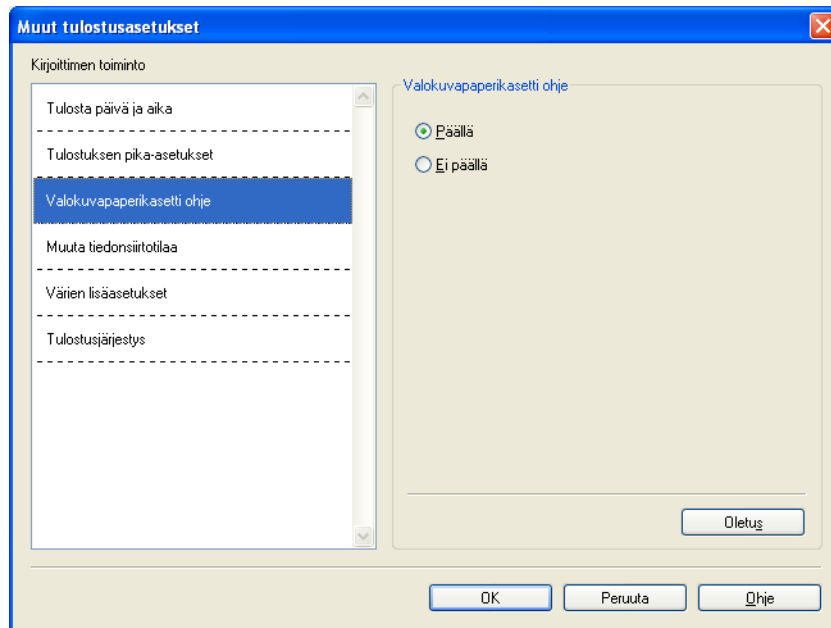 Muut tulostusasetukset
Kirjoittimen toiminto
Tulosta päivä ja aika
Tulostuksen pika-asetukset
Valokuvapaperikasetti ohje
Muuta tiedonsiirtotilaa
Värien lisäasetukset
Tulostusjärjestys
Valokuvapaperikasetti ohje
Päällä
Ei päällä
Oletus
OK
Peruuta
Ohje